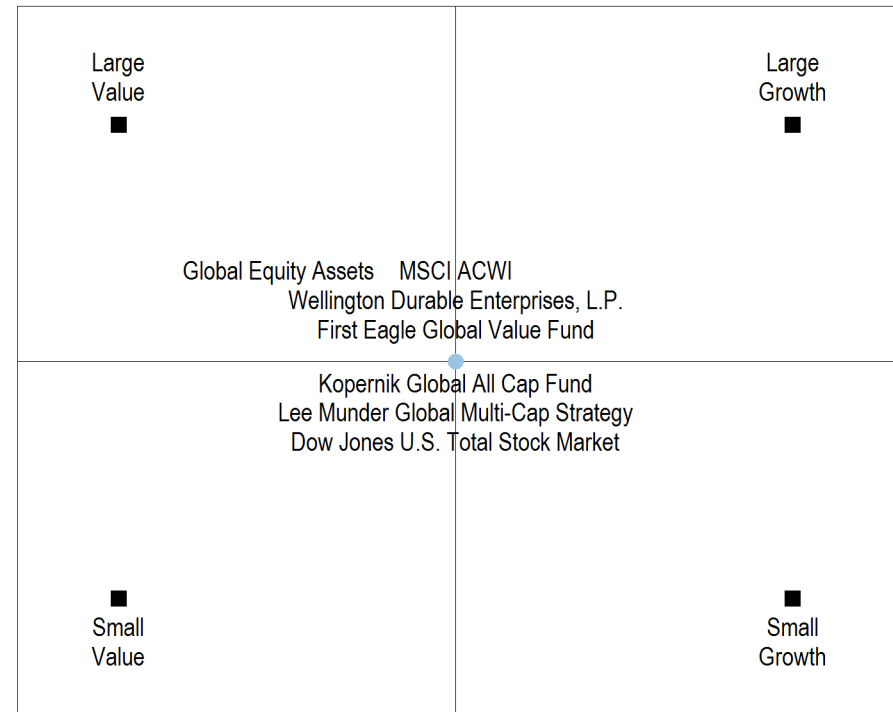 Large
Value
Large
Growth
Global Equity Assets MSCI ACWI
Wellington Durable Enterprises, L.P.
First Eagle Global Value Fund
Kopernik Global All Cap Fund
Lee Munder Global Multi-Cap Strategy
Dow Jones U.S. Total Stock Market
Small
Value
Small
Growth